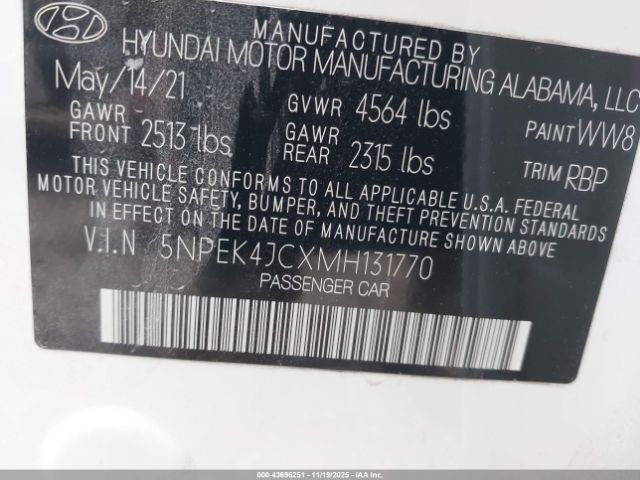 MANUFACTURED BY
HYUNDAI MOTOR MANUFACTURING ALABAMA, LLC
May/14/21
GVWR 4564 lbs
PAINT WW8
GAWR FRONT 2513 lbs
GAWR REAR 2315 lbs
TRIM RBP
THIS VEHICLE CONFORMS TO ALL APPLICABLE U.S.A. FEDERAL
MOTOR VEHICLE SAFETY, BUMPER, AND THEFT PREVENTION STANDARDS
IN EFFECT ON THE DATE OF MANUFACTURE SHOWN ABOVE
V.I.N 5NPEK4JCXMH131770
PASSENGER CAR
000-43696251 - 11/19/2025 - IAAI.COM